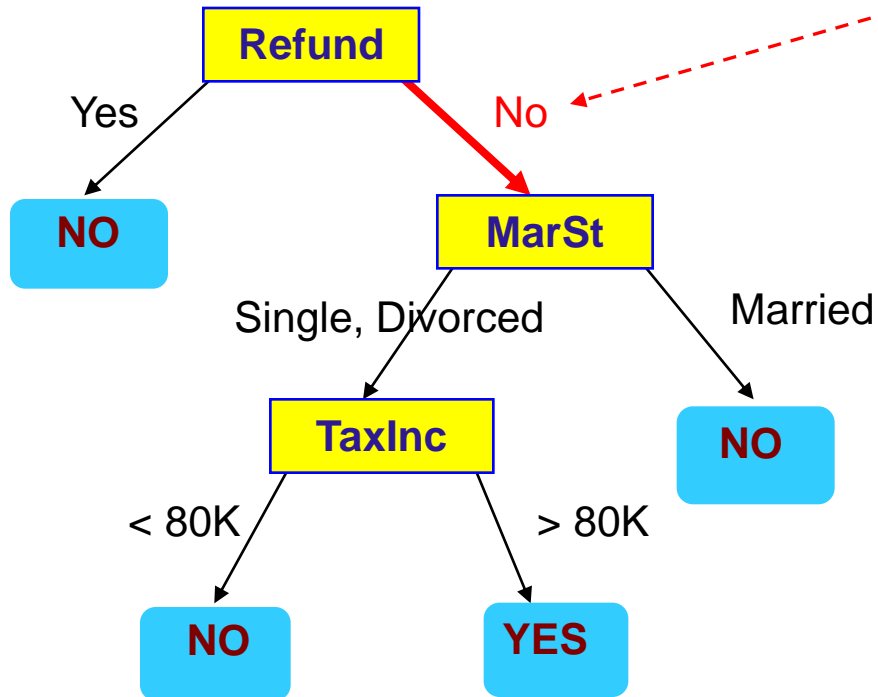 Refund
Yes
No
NO
MarSt
Single, Divorced
Married
TaxInc
NO
< 80K
> 80K
NO
YES